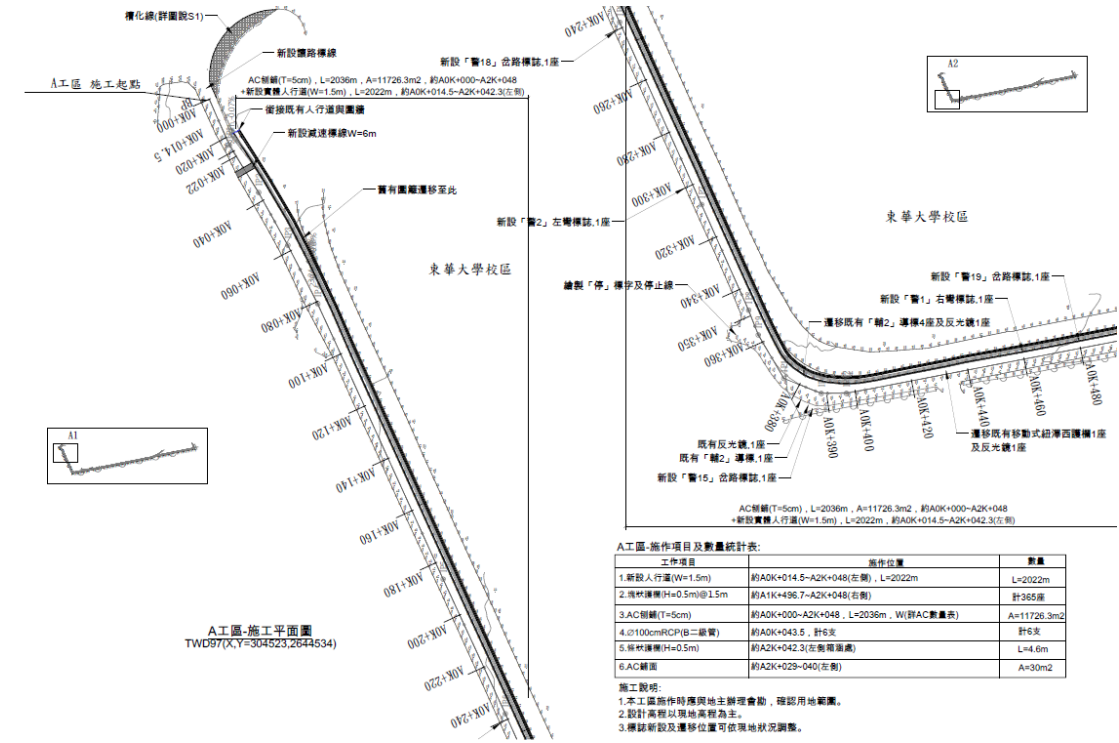 槽化線(詳圖說S1)
新設讓路標線
A工區 施工起點
AC刨鋪(T=5cm)，L=2036m，A=11726.3m2，約A0K+000~A2K+048
+新設實體人行道(W=1.5m)，L=2022m，約A0K+014.5~A2K+042.3(左側)
銜接既有人行道與圍牆
新設減速標線W=6m
舊有圍籬遷移至此
BP
A0K+000
A0K+014.5
A0K+020
A0K+022
A0K+040
A0K+060
A0K+080
A0K+100
A0K+120
A0K+140
A0K+160
A0K+180
A0K+200
A0K+220
A0K+240
東華大學校區
A1
A工區-施工平面圖
TWD97(X,Y=304523,2644534)
A0K+240
新設「警18」岔路標誌,1座
A0K+260
A0K+280
A0K+300
新設「警2」左彎標誌,1座
A0K+320
繪製「停」標字及停止線
A0K+340
A0K+350
A0K+360
A0K+380
A0K+390
A0K+400
A0K+420
A0K+440
A0K+460
A0K+480
A2
東華大學校區
新設「警19」岔路標誌,1座
新設「警1」右彎標誌,1座
遷移既有「輔2」導標4座及反光鏡1座
既有反光鏡,1座
既有「輔2」導標,1座
新設「警15」岔路標誌,1座
遷移既有移動式紐澤西護欄1座
及反光鏡1座
AC刨鋪(T=5cm)，L=2036m，A=11726.3m2，約A0K+000~A2K+048
+新設實體人行道(W=1.5m)，L=2022m，約A0K+014.5~A2K+042.3(左側)
A工區-施作項目及數量統計表:
工作項目 施作位置 數量
1.新設人行道(W=1.5m) 約A0K+014.5~A2K+048(左側)，L=2022m L=2022m
2.塊狀護欄(H=0.5m)@1.5m 約A1K+496.7~A2K+048(右側) 計365座
3.AC刨鋪(T=5cm) 約A0K+000~A2K+048，L=2036m，W(詳AC數量表) A=11726.3m2
4.∅100cmRCP(B二級管) 約A0K+043.5，計6支 計6支
5.條狀護欄(H=0.5m) 約A2K+042.3(左側箱涵處) L=4.6m
6.AC鋪面 約A2K+029~040(左側) A=30m2
施工說明:
1.本工區施作時應與地主辦理會勘，確認用地範圍。
2.設計高程以現地高程為主。
3.標誌新設及遷移位置可依現地狀況調整。